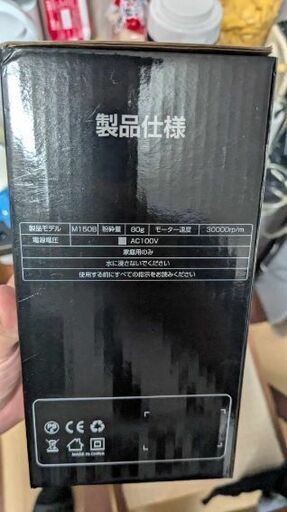 製品仕様
製品モデル M150B 粉砕量 80g モーター速度 30000rp/m
電源電圧 AC100V
家庭用のみ
水に浸さないでください
使用する前にすべての指示をお読みください
CE
MADE IN CHINA